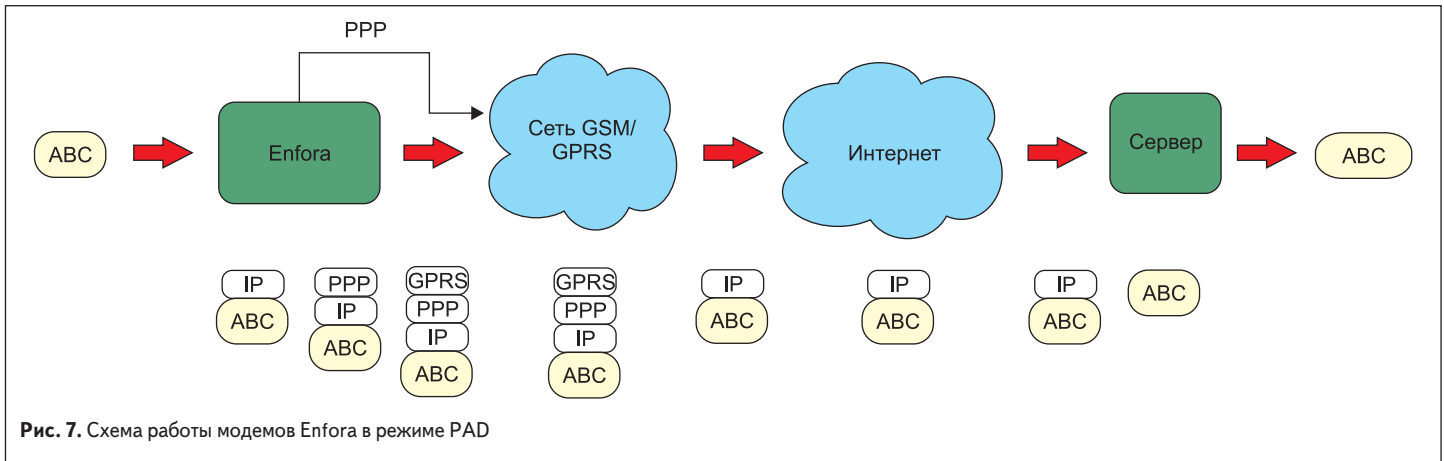 PPP
ABC
Enfora
Сеть GSM/
GPRS
Интернет
Сервер
ABC
IP
ABC
PPP
IP
ABC
GPRS
PPP
IP
ABC
GPRS
PPP
IP
ABC
IP
ABC
IP
ABC
IP
ABC
ABC
Рис. 7. Схема работы модемов Enfora в режиме PAD